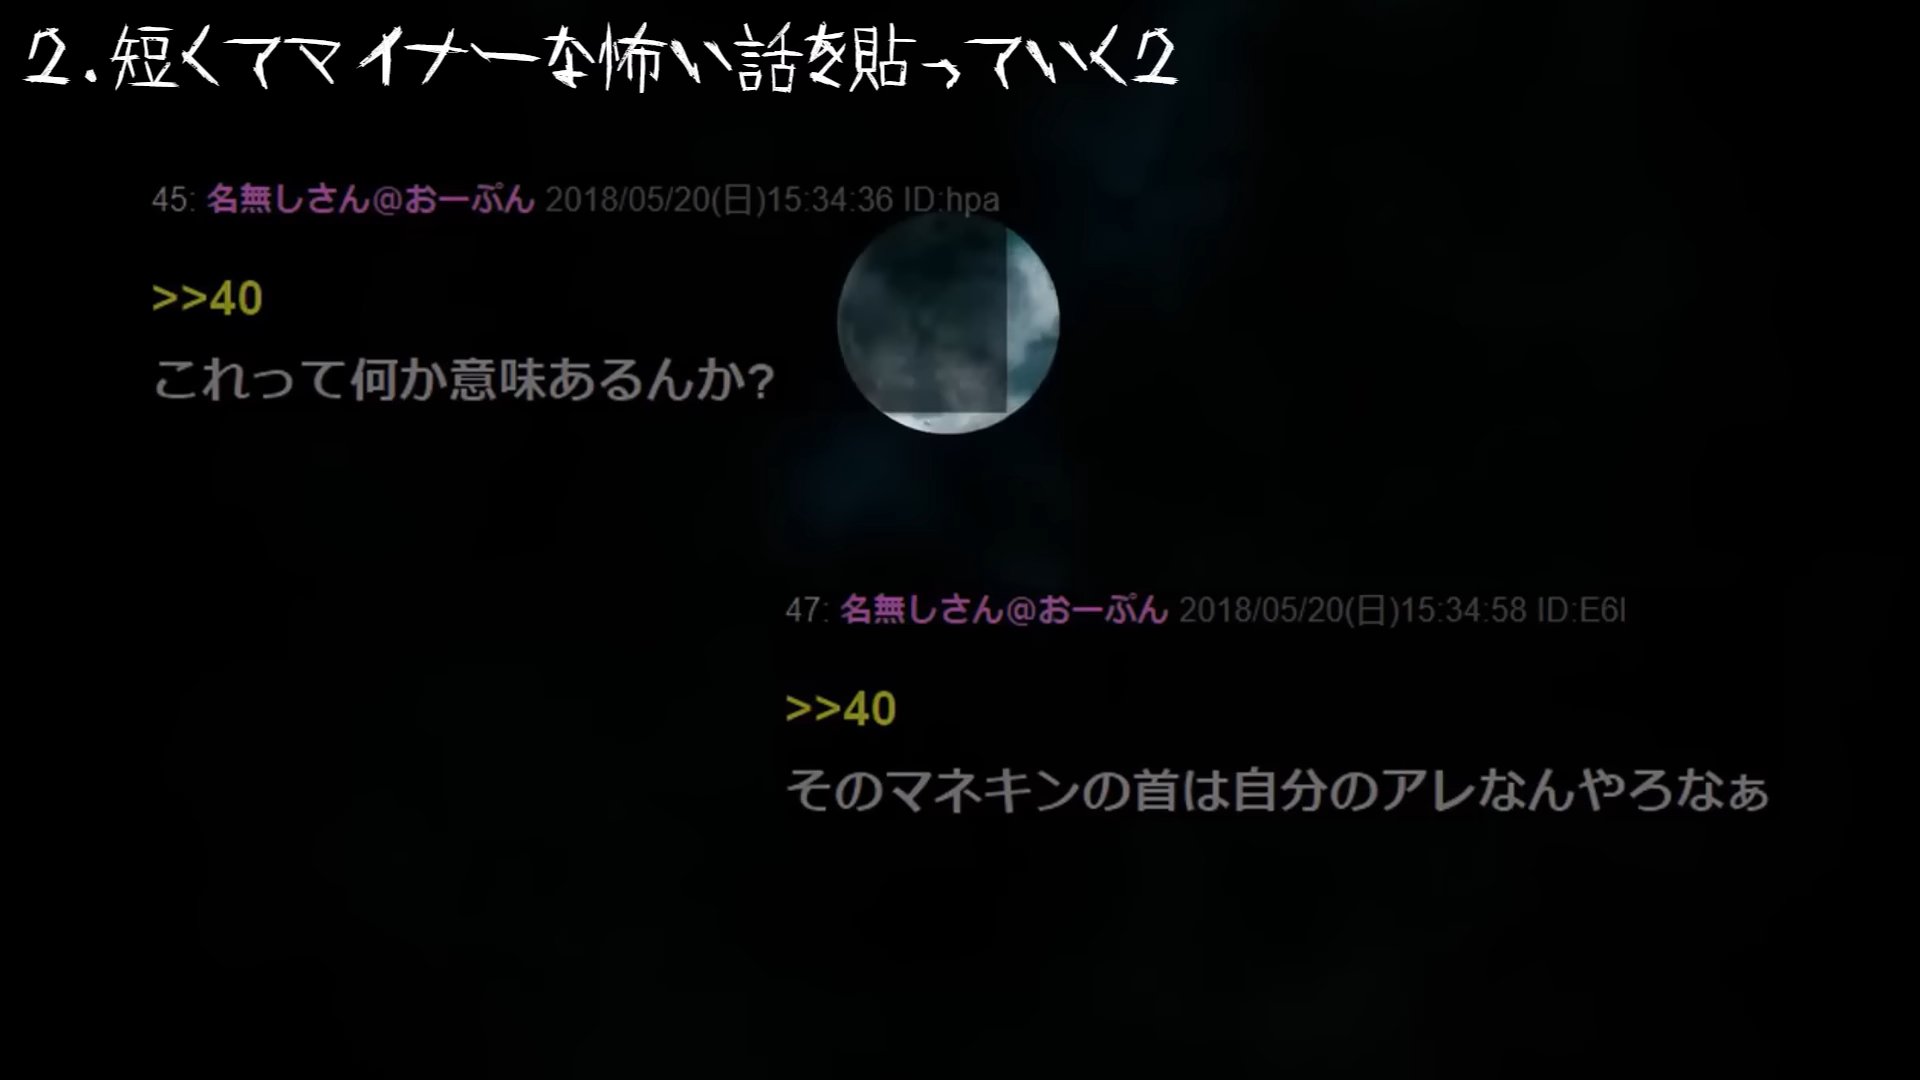 2.短くてマイナーな怖い話を貼っていく2
45: 名無しさん@おーぷん 2018/05/20(日)15:34:36 ID:hpa
>>40
これって何か意味あるんか?
47: 名無しさん@おーぷん 2018/05/20(日)15:34:58 ID:E6l
>>40
そのマネキンの首は自分のアレなんやろなぁ